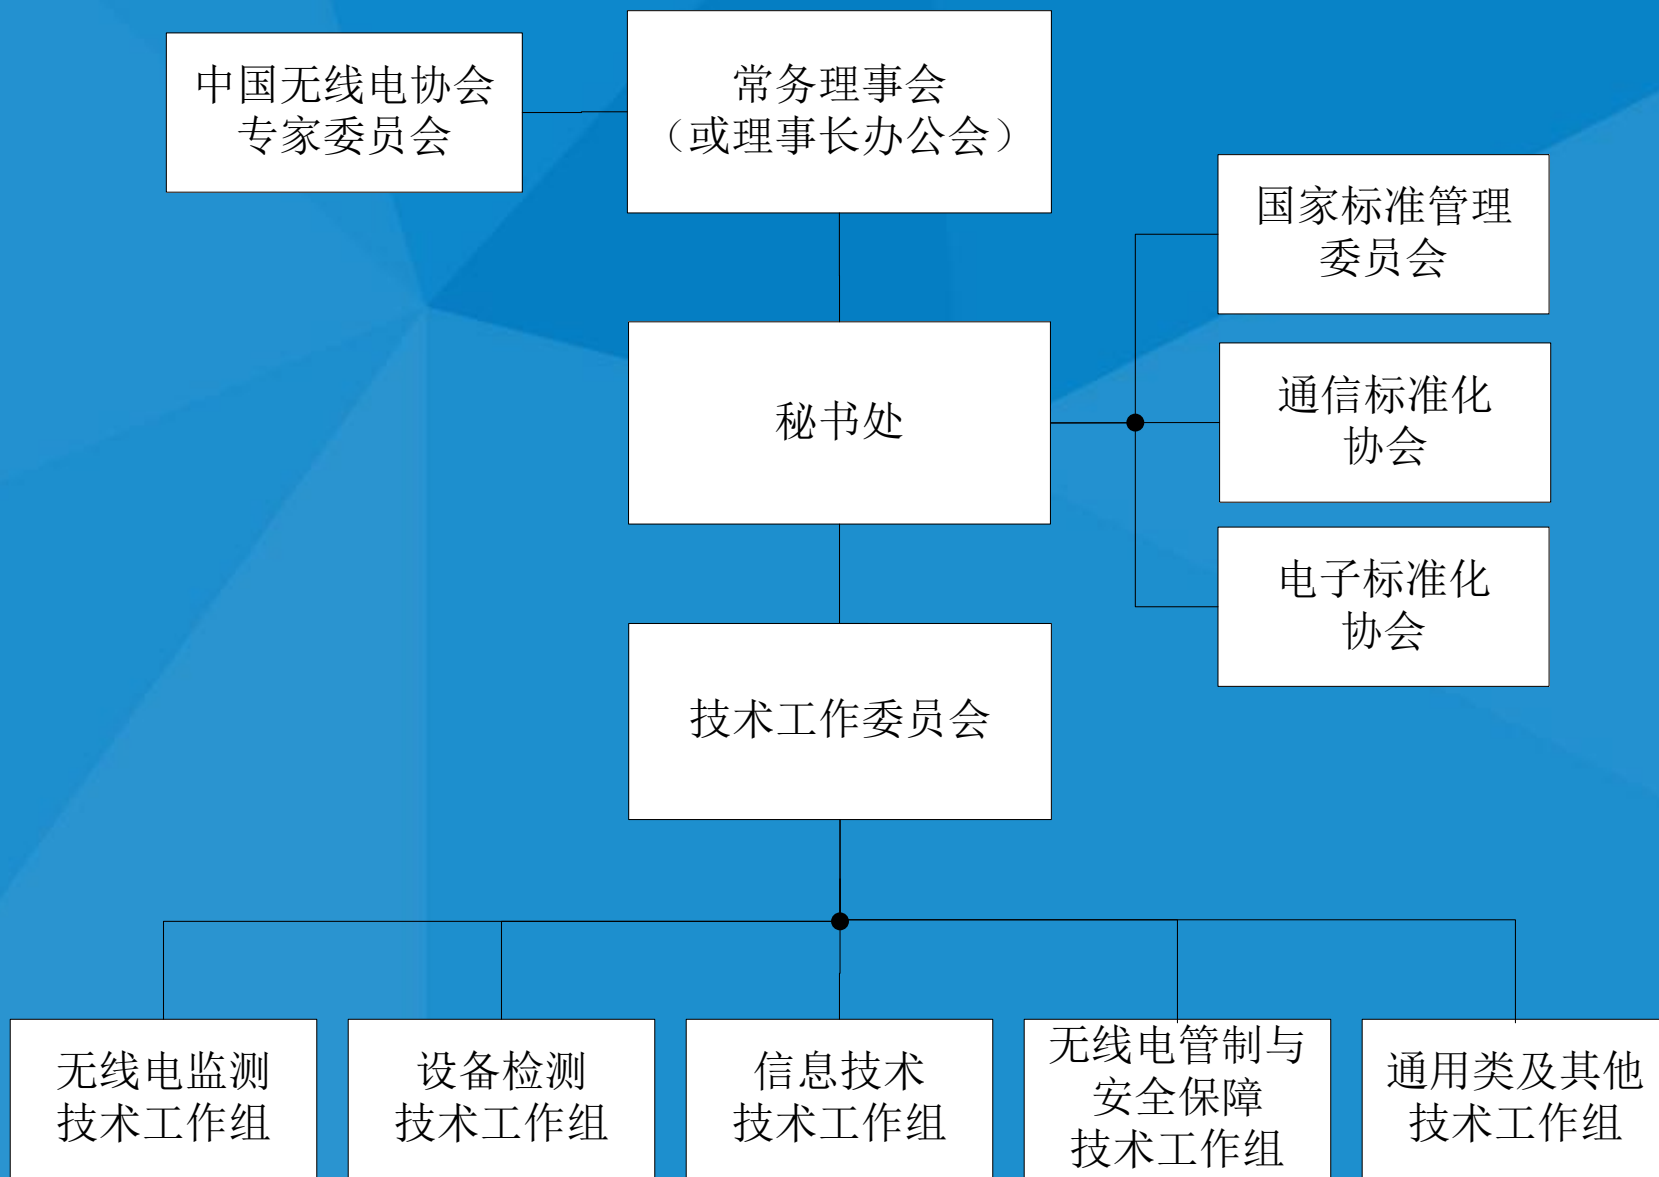 中国无线电协会
专家委员会
常务理事会
（或理事长办公会）
国家标准管理
委员会
秘书处
通信标准化
协会
电子标准化
协会
技术工作委员会
无线电监测
技术工作组
设备检测
技术工作组
信息技术
技术工作组
无线电管制与
安全保障
技术工作组
通用类及其他
技术工作组